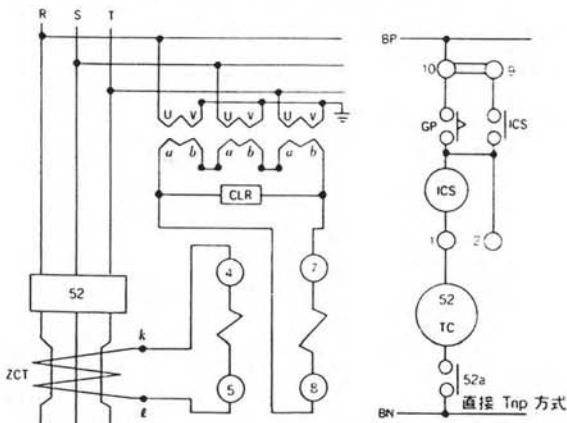 R S T
BP
10 9
U V U V U V
a b a b a b
GP ICS
CLR
ICS
4 7
1 2
52
52
TC
k
ZCT
5 8
52a
l
直接 Trip 方式
BN